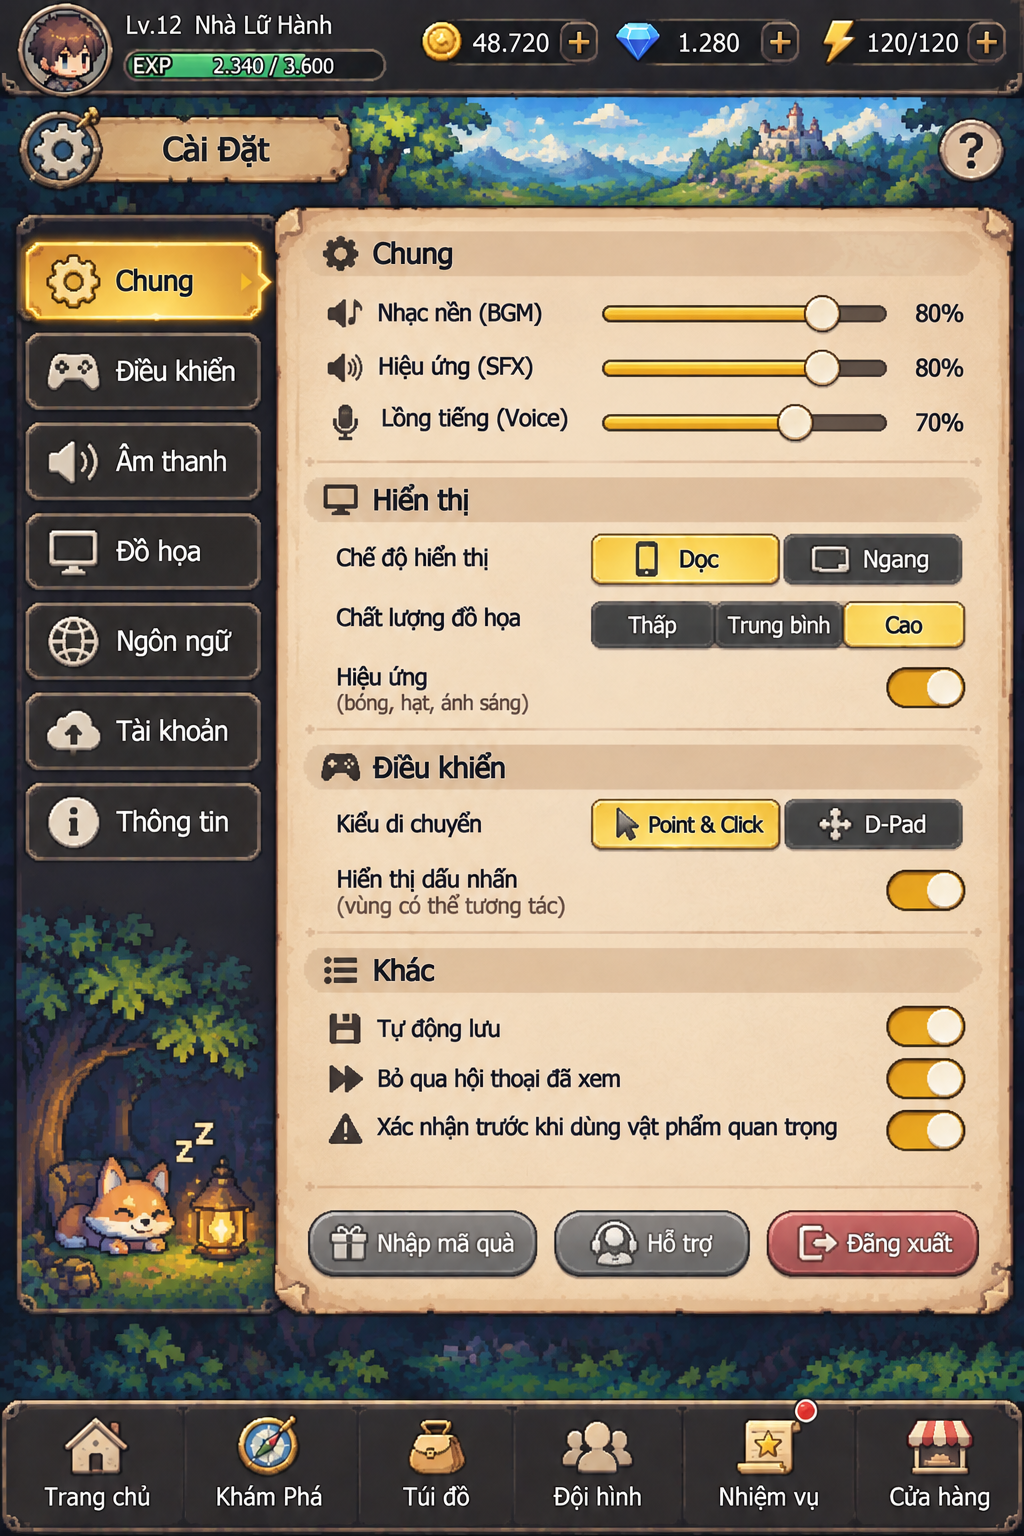 Lv.12 Nhà Lữ Hành
EXP 2.340 / 3.600
48.720 +
1.280 +
120/120 +
Cài Đặt
?
Chung
Điều khiển
Âm thanh
Đồ họa
Ngôn ngữ
Tài khoản
Thông tin
Chung
Nhạc nền (BGM) 80%
Hiệu ứng (SFX) 80%
Lồng tiếng (Voice) 70%
Hiển thị
Chế độ hiển thị Dọc Ngang
Chất lượng đồ họa Thấp Trung bình Cao
Hiệu ứng
(bóng, hạt, ánh sáng)
Điều khiển
Kiểu di chuyển Point & Click D-Pad
Hiển thị dấu nhấn
(vùng có thể tương tác)
Khác
Tự động lưu
Bỏ qua hội thoại đã xem
Xác nhận trước khi dùng vật phẩm quan trọng
z Z
Nhập mã quà Hỗ trợ Đãng xuất
Trang chủ Khám Phá Túi đồ Đội hình Nhiệm vụ Cửa hàng